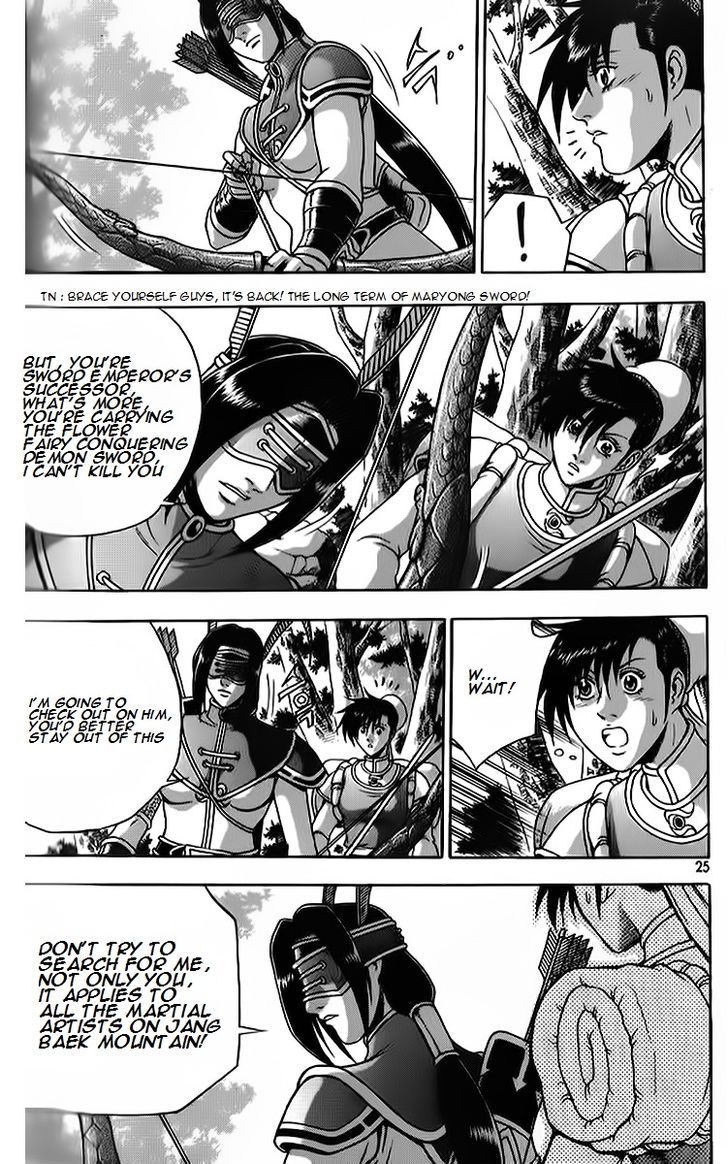 !
TN : BRACE YOURSELF GUYS, IT'S BACK! THE LONG TERM OF MARYONG SWORD!
BUT, YOU'RE
SWORD EMPEROR'S
SUCCESSOR,
WHAT'S MORE
YOU'RE CARRYING
THE FLOWER
FAIRY CONQUERING
DEMON SWORD,
I CAN'T KILL YOU
I'M GOING TO
CHECK OUT ON HIM,
YOU'D BETTER
STAY OUT OF THIS
W...
WAIT!
25
DON'T TRY TO
SEARCH FOR ME,
NOT ONLY YOU,
IT APPLIES TO
ALL THE MARTIAL
ARTISTS ON JANG
BAEK MOUNTAIN!